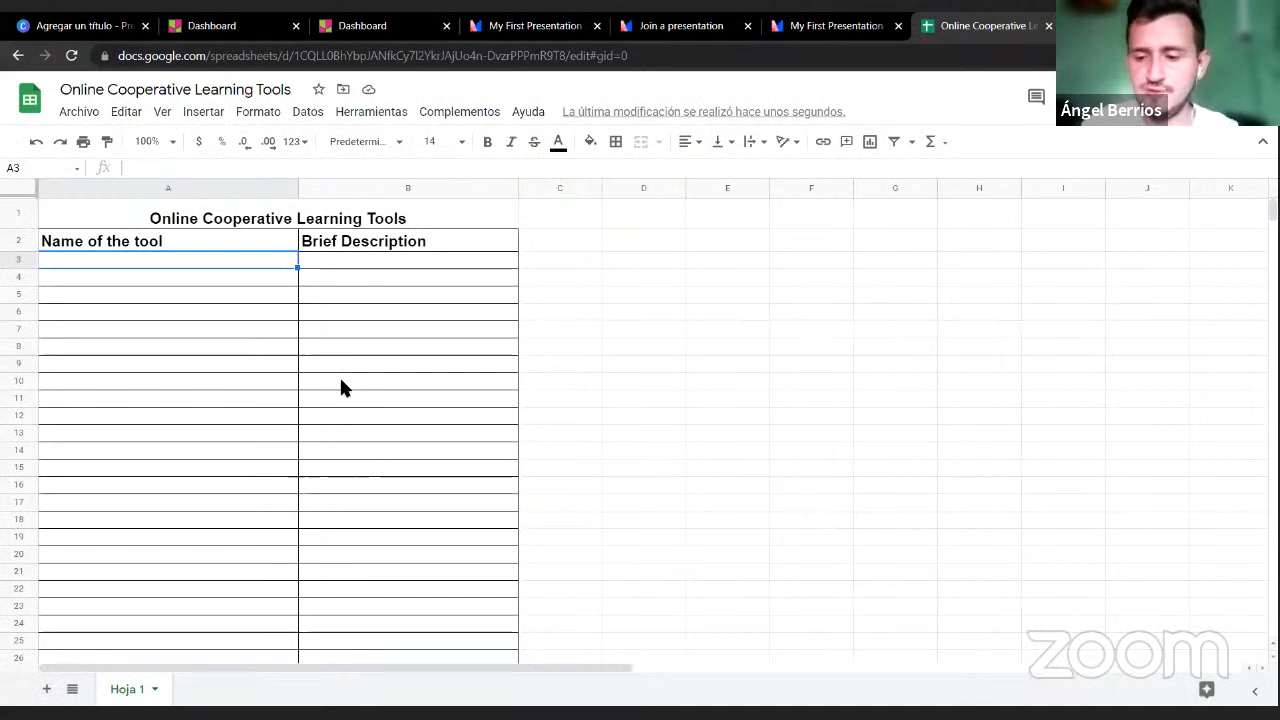 Agregar un título - Pre
Dashboard
Dashboard
My First Presentation
Join a presentation
My First Presentation
Online Cooperative Le
docs.google.com/spreadsheets/d/1CQLL0BhYbpJANfkCy7l2YkrJAjUo4n-DvzrPPPmR9T8/edit#gid=0
Online Cooperative Learning Tools
Archivo Editar Ver Insertar Formato Datos Herramientas Complementos Ayuda La última modificación se realizó hace unos segundos.
Ángel Berrios
100% $ % .0 .00 123 Predetermi... 14 B I S A Σ
A3 fx
A B C D E F G H I J K
1 Online Cooperative Learning Tools
2 Name of the tool Brief Description
3
4
5
6
7
8
9
10
11
12
13
14
15
16
17
18
19
20
21
22
23
24
25
26
zoom
Hoja 1